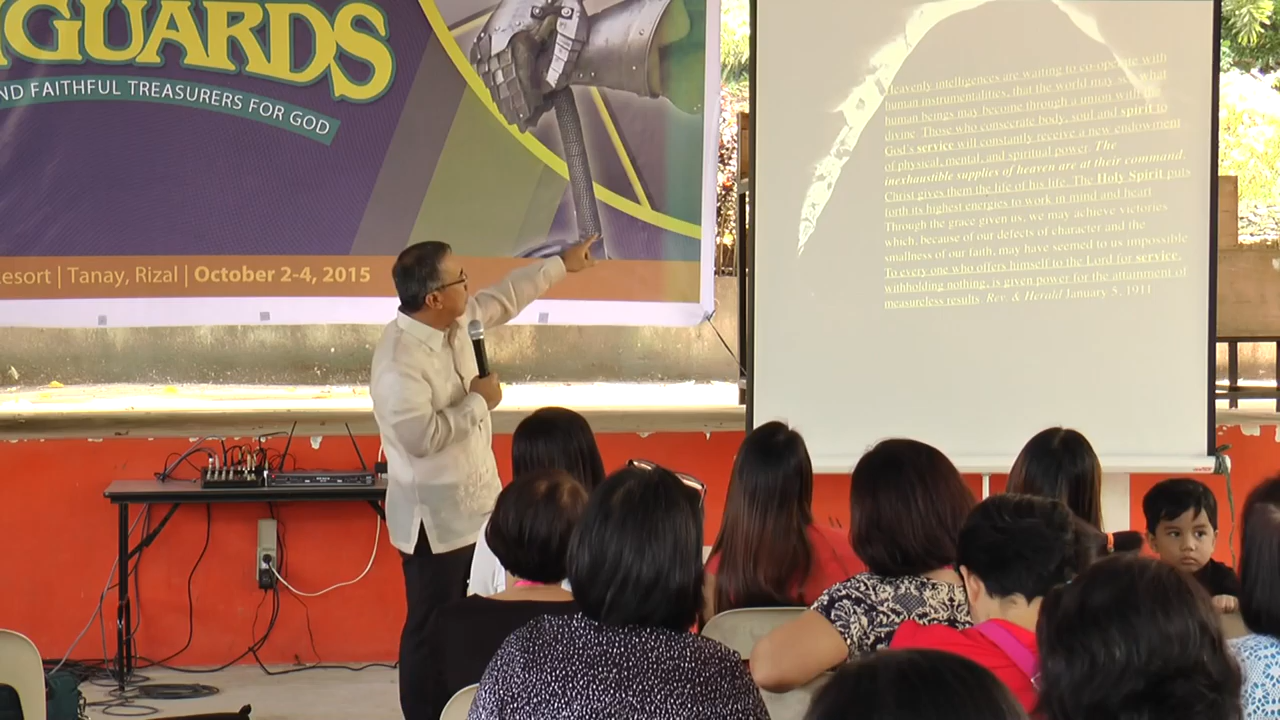 GUARDS
ND FAITHFUL TREASURERS FOR GOD
esort | Tanay, Rizal | October 2-4, 2015
Heavenly intelligences are waiting to co-operate with
human instrumentalities, that the world may see what
human beings may become through a union with the
divine. Those who consecrate body, soul and spirit to
God's service will constantly receive a new endowment
of physical, mental, and spiritual power. The
inexhaustible supplies of heaven are at their command.
Christ gives them the life of his life. The Holy Spirit puts
forth its highest energies to work in mind and heart
Through the grace given us, we may achieve victories
which, because of our defects of character and the
smallness of our faith, may have seemed to us impossible
To every one who offers himself to the Lord for service,
withholding nothing, is given power for the attainment of
measureless results. Rev. & Herald January 5, 1911